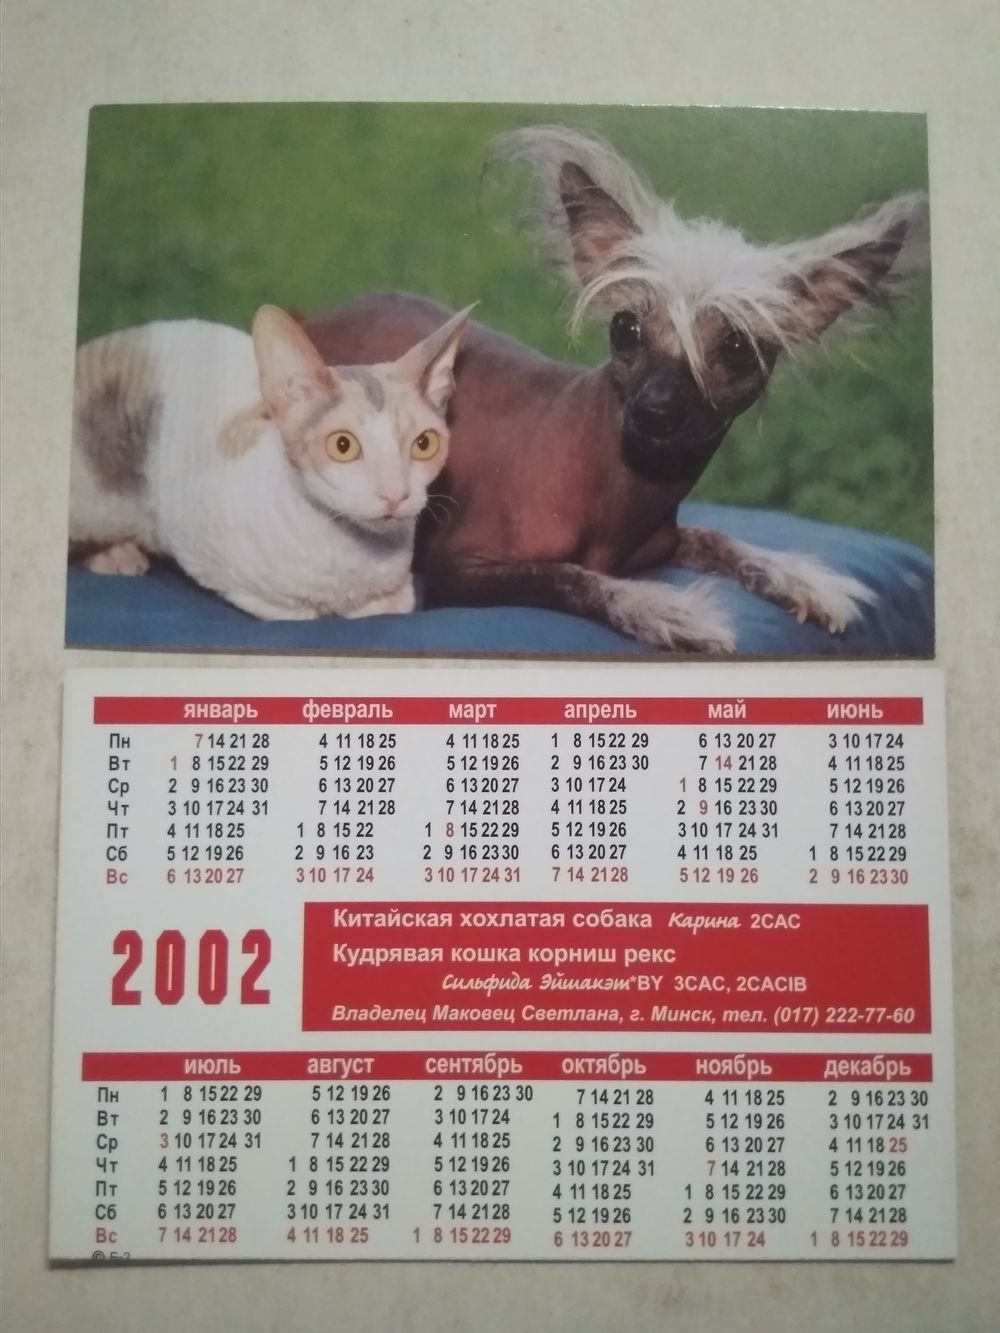 январь февраль март апрель май июнь
Пн 7 14 21 28 4 11 18 25 4 11 18 25 1 8 15 22 29 6 13 20 27 3 10 17 24
Вт 1 8 15 22 29 5 12 19 26 5 12 19 26 2 9 16 23 30 7 14 21 28 4 11 18 25
Ср 2 9 16 23 30 6 13 20 27 6 13 20 27 3 10 17 24 1 8 15 22 29 5 12 19 26
Чт 3 10 17 24 31 7 14 21 28 7 14 21 28 4 11 18 25 2 9 16 23 30 6 13 20 27
Пт 4 11 18 25 1 8 15 22 1 8 15 22 29 5 12 19 26 3 10 17 24 31 7 14 21 28
Сб 5 12 19 26 2 9 16 23 2 9 16 23 30 6 13 20 27 4 11 18 25 1 8 15 22 29
Вс 6 13 20 27 3 10 17 24 3 10 17 24 31 7 14 21 28 5 12 19 26 2 9 16 23 30
2002
Китайская хохлатая собака Карина 2CAC
Кудрявая кошка корниш рекс
Сильфида Эйшакэт*BY 3CAC, 2CACIB
Владелец Маковец Светлана, г. Минск, тел. (017) 222-77-60
июль август сентябрь октябрь ноябрь декабрь
Пн 1 8 15 22 29 5 12 19 26 2 9 16 23 30 7 14 21 28 4 11 18 25 2 9 16 23 30
Вт 2 9 16 23 30 6 13 20 27 3 10 17 24 1 8 15 22 29 5 12 19 26 3 10 17 24 31
Ср 3 10 17 24 31 7 14 21 28 4 11 18 25 2 9 16 23 30 6 13 20 27 4 11 18 25
Чт 4 11 18 25 1 8 15 22 29 5 12 19 26 3 10 17 24 31 7 14 21 28 5 12 19 26
Пт 5 12 19 26 2 9 16 23 30 6 13 20 27 4 11 18 25 1 8 15 22 29 6 13 20 27
Сб 6 13 20 27 3 10 17 24 31 7 14 21 28 5 12 19 26 2 9 16 23 30 7 14 21 28
Вс 7 14 21 28 4 11 18 25 1 8 15 22 29 6 13 20 27 3 10 17 24 1 8 15 22 29